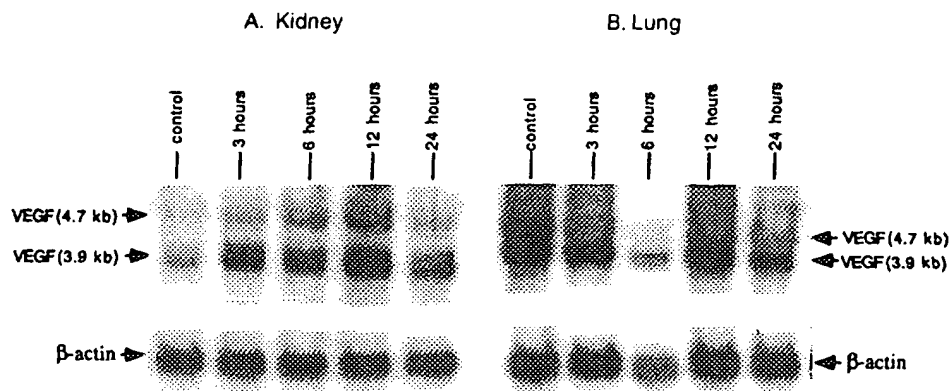 A. Kidney
B. Lung
control
3 hours
6 hours
12 hours
24 hours
control
3 hours
6 hours
12 hours
24 hours
VEGF(4.7 kb)
VEGF(3.9 kb)
VEGF(4.7 kb)
VEGF(3.9 kb)
β-actin
β-actin